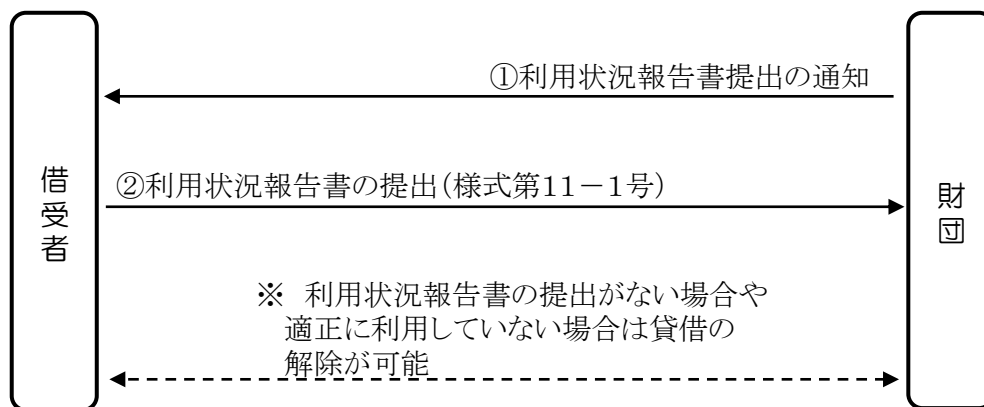 ①利用状況報告書提出の通知
借受者
②利用状況報告書の提出(様式第11－1号)
財団
※ 利用状況報告書の提出がない場合や
適正に利用していない場合は貸借の
解除が可能